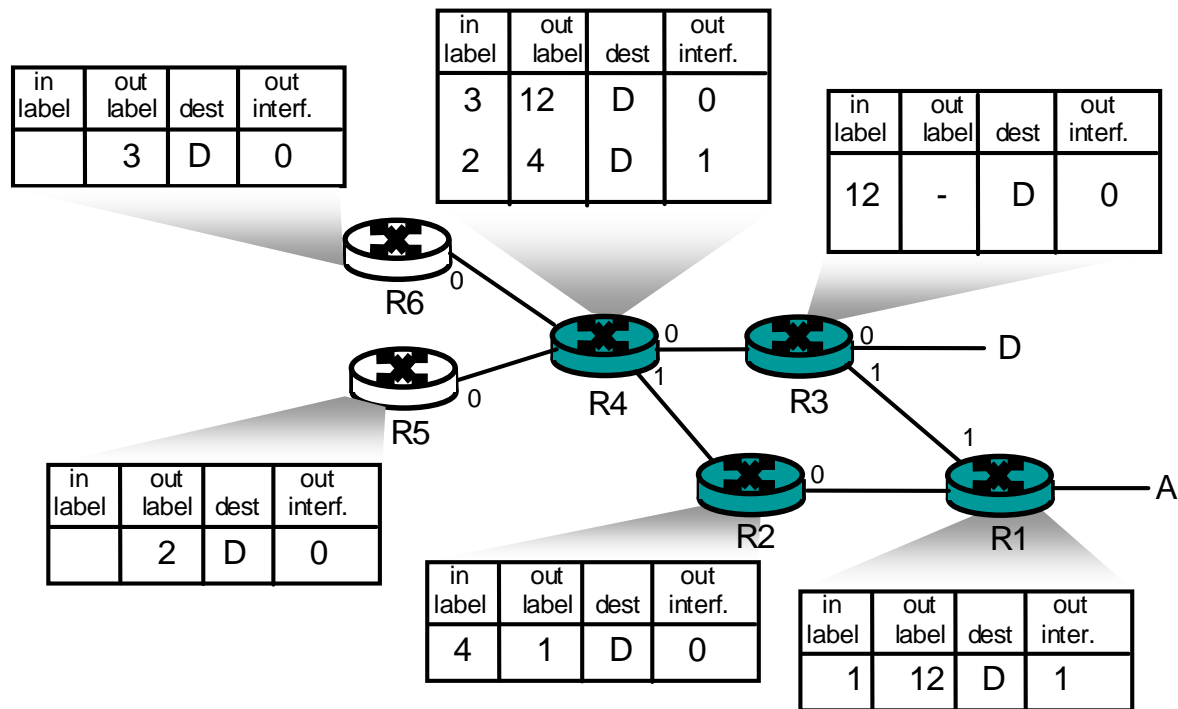 in out dest out
label label interf.
3 12 D 0
2 4 D 1
in out dest out
label label interf.
3 D 0
in out dest out
label label interf.
12 - D 0
0
R6
0
R5
0
1
R4
0
1
R3
D
0
R2
1
R1
A
in out dest out
label label interf.
2 D 0
in out dest out
label label interf.
4 1 D 0
in out dest out
label label inter.
1 12 D 1